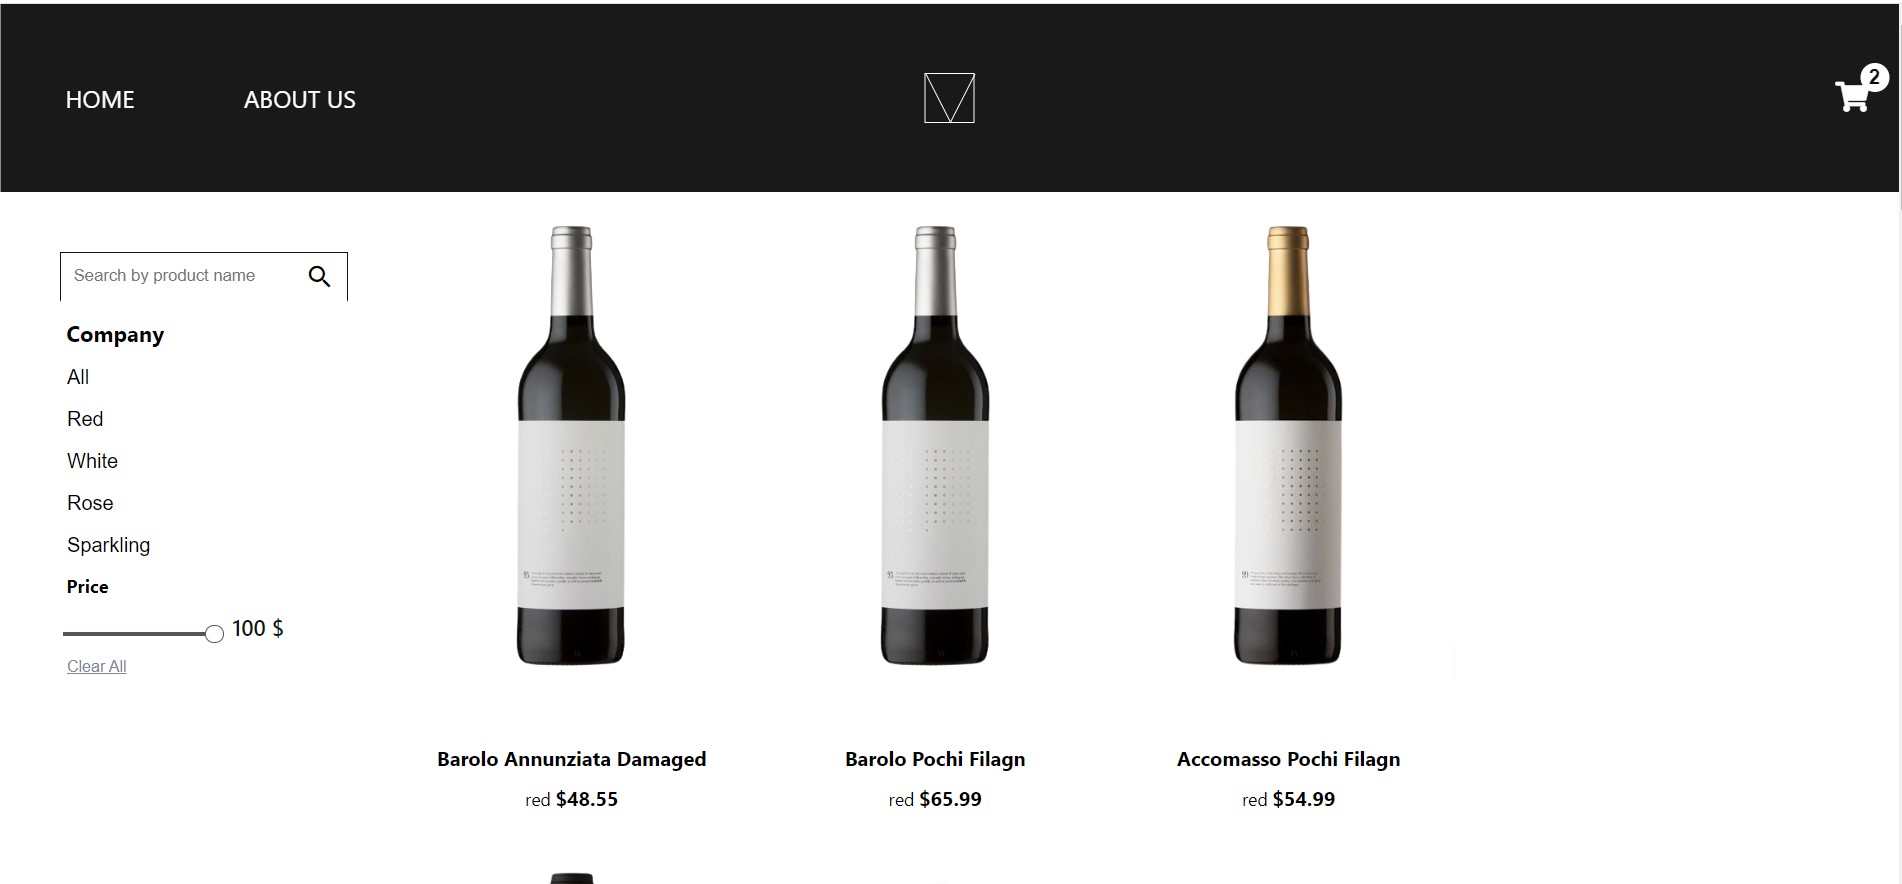 HOME
ABOUT US
2
Search by product name
Company
All
Red
White
Rose
Sparkling
Price
100 $
Clear All
Barolo Annunziata Damaged
red $48.55
Barolo Pochi Filagn
red $65.99
Accomasso Pochi Filagn
red $54.99